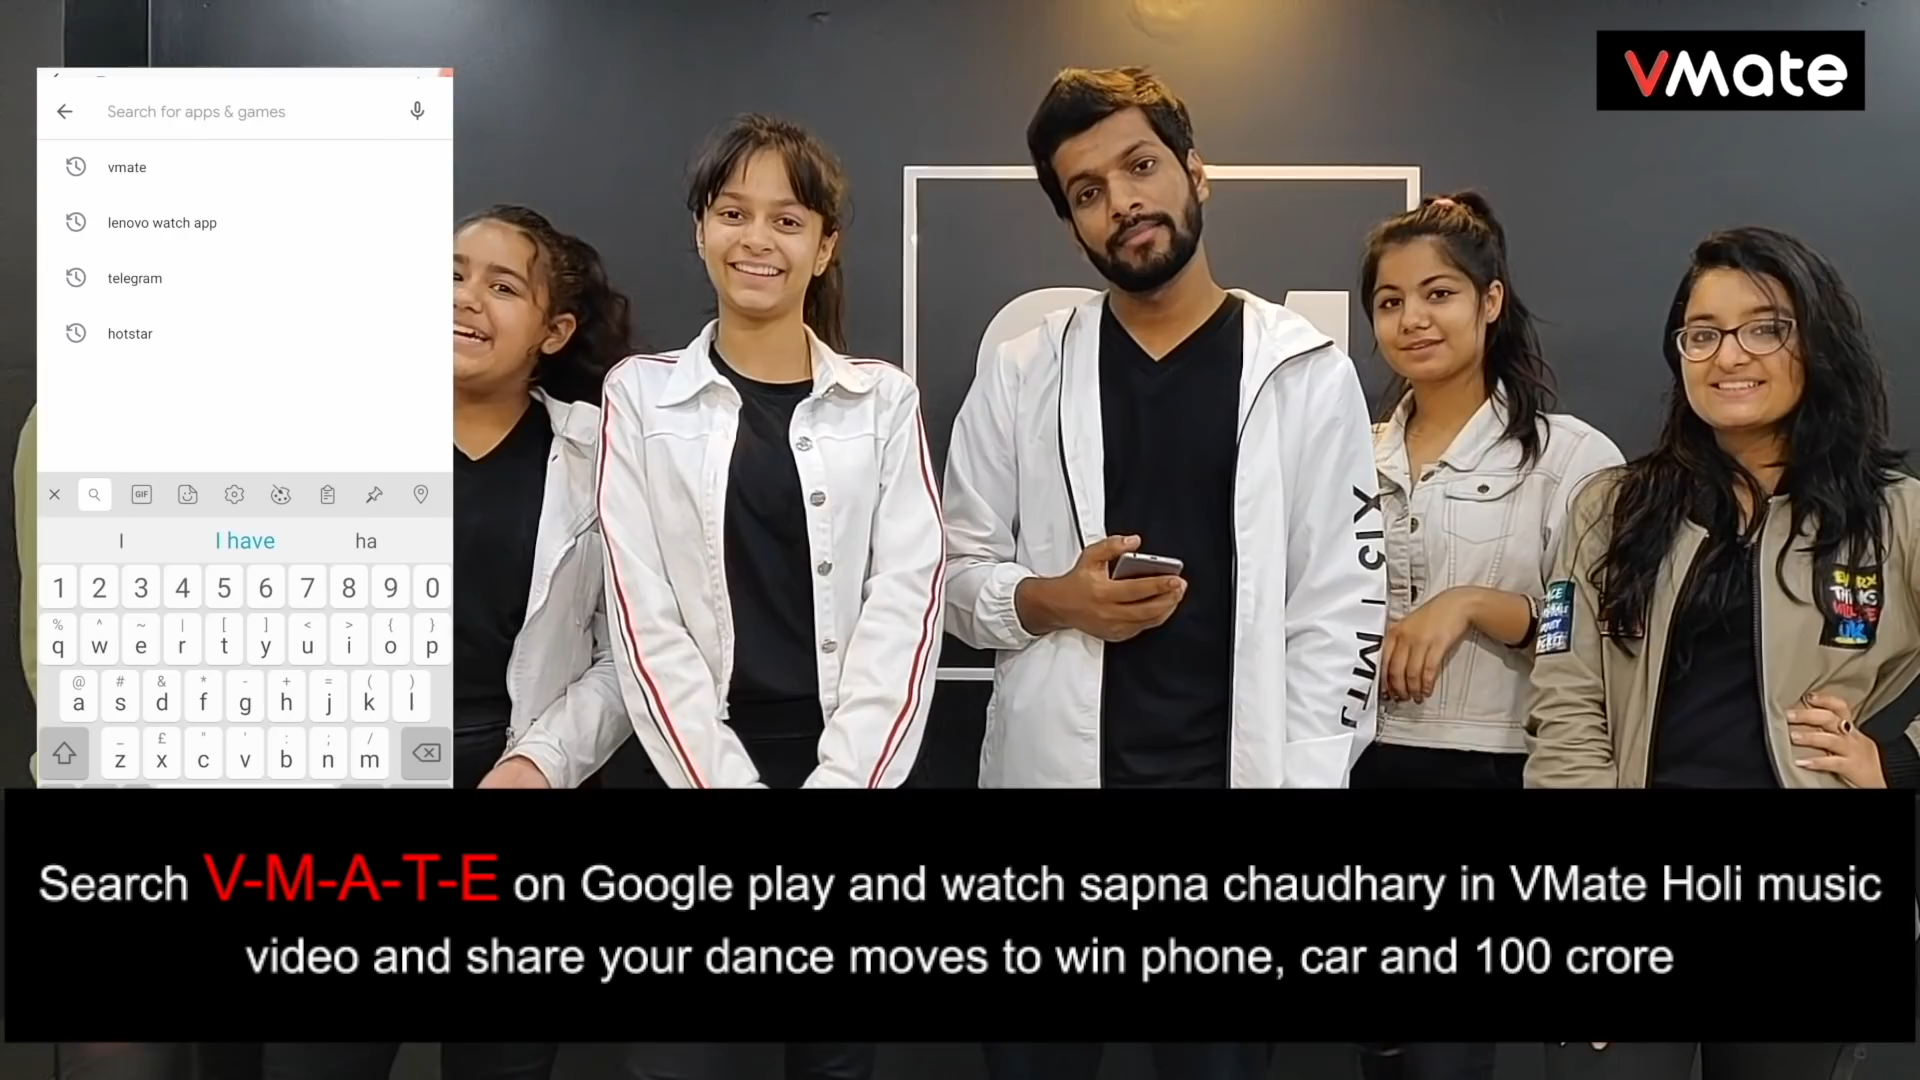 VMate
Search for apps & games
vmate
lenovo watch app
telegram
hotstar
GIF
I I have ha
1 2 3 4 5 6 7 8 9 0
% ^ ~ | [ ] < > { }
q w e r t y u i o p
@ # & * - + = ( )
a s d f g h j k l
_ £ " ' : ; /
z x c v b n m
Search V-M-A-T-E on Google play and watch sapna chaudhary in VMate Holi music
video and share your dance moves to win phone, car and 100 crore